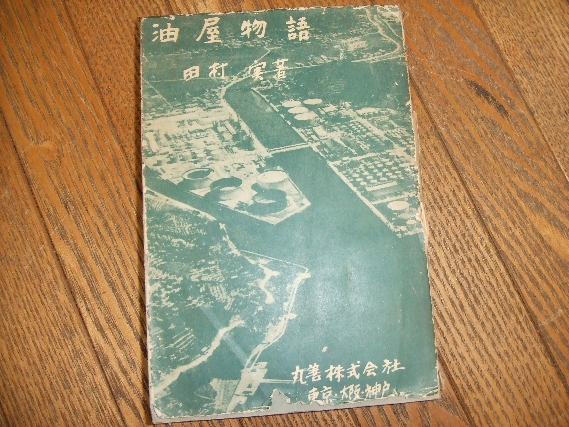 油屋物語
田村 実著
丸善株式会社
東京・大阪・神戸